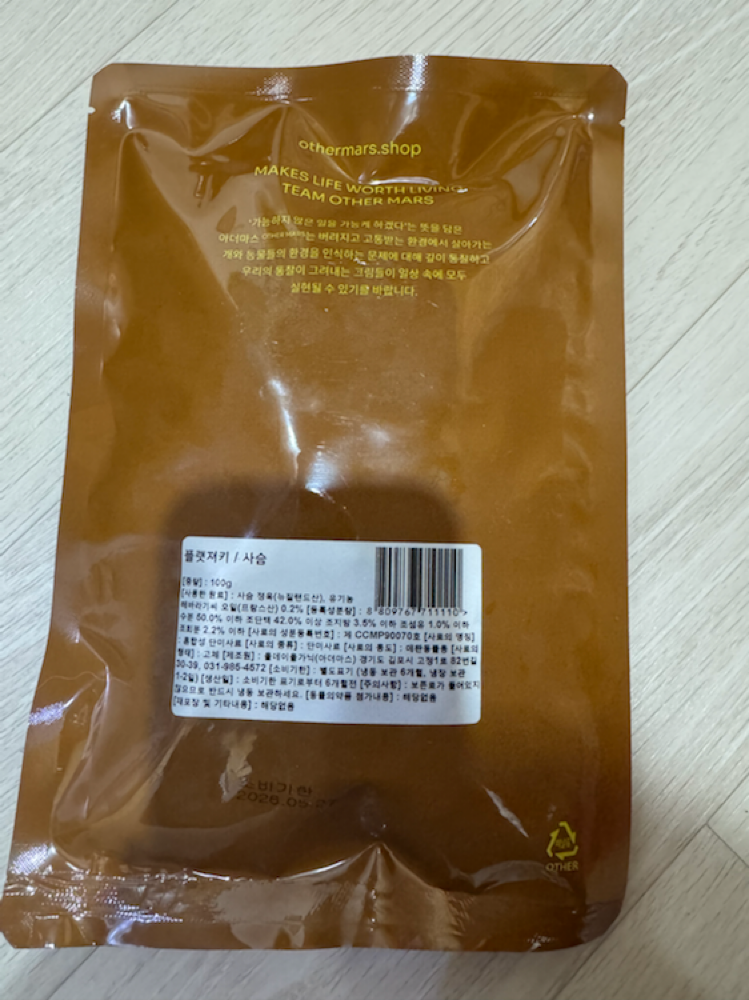 othermars.shop
MAKES LIFE WORTH LIVING
TEAM OTHER MARS
'가능하지 않은 일을 가능케 하겠다'는 뜻을 담은
아더마스 OTHER MARS는 버려지고 고통받는 환경에서 살아가는
개와 동물들의 환경을 인식하는 문제에 대해 깊이 통찰하고
우리의 통찰이 그려내는 그림들이 일상 속에 모두
실현될 수 있기를 바랍니다.
플랫져키 / 사슴
[중량] : 100g
[사용한 원료] : 사슴 정육(뉴질랜드산), 유기농
해바라기씨 오일(프랑스산) 0.2% [등록성분량] :
8 809767 711110 >
수분 50.0% 이하 조단백 42.0% 이상 조지방 3.5% 이하 조섬유 1.0% 이하
조회분 2.2% 이하 [사료의 성분등록번호] : 제 CCMP90070호 [사료의 명칭]
: 혼합성 단미사료 [사료의 종류] : 단미사료 [사료의 용도] : 애완동물용 [사료의
형태] : 고체 [제조원] : 올데이올가닉(아더마스) 경기도 김포시 고정1로 82번길
30-39, 031-985-4572 [소비기한] : 별도표기 (냉동 보관 6개월, 냉장 보관
1-2일) [생산일] : 소비기한 표기로부터 6개월전 [주의사항] : 보존료가 들어있지
않으므로 반드시 냉동 보관하세요. [동물의약품 첨가내용] : 해당없음
[재포장 및 기타내용] : 해당없음
소비기한
OTHER